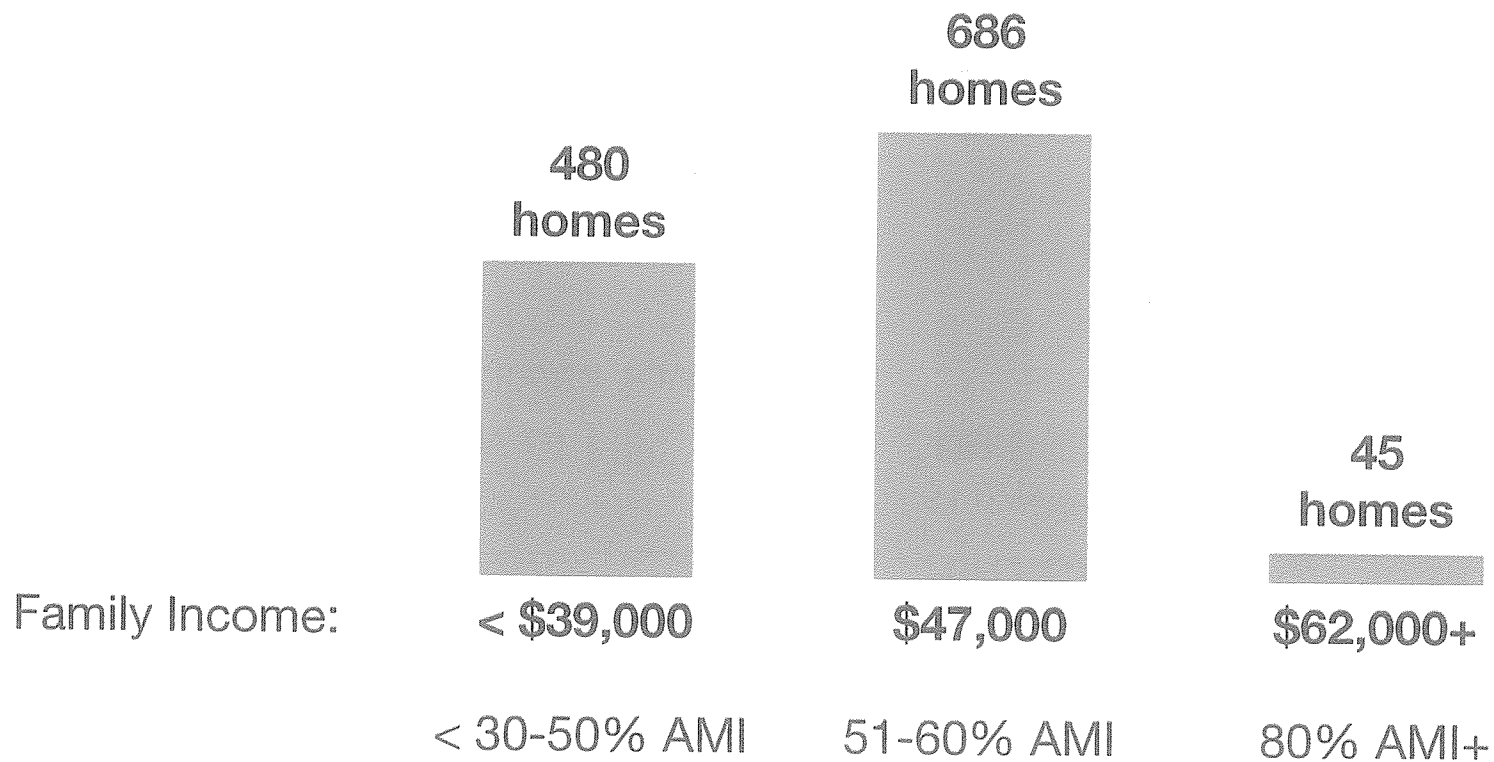 686
homes
480
homes
45
homes
Family Income:
< $39,000
$47,000
$62,000+
< 30-50% AMI
51-60% AMI
80% AMI+